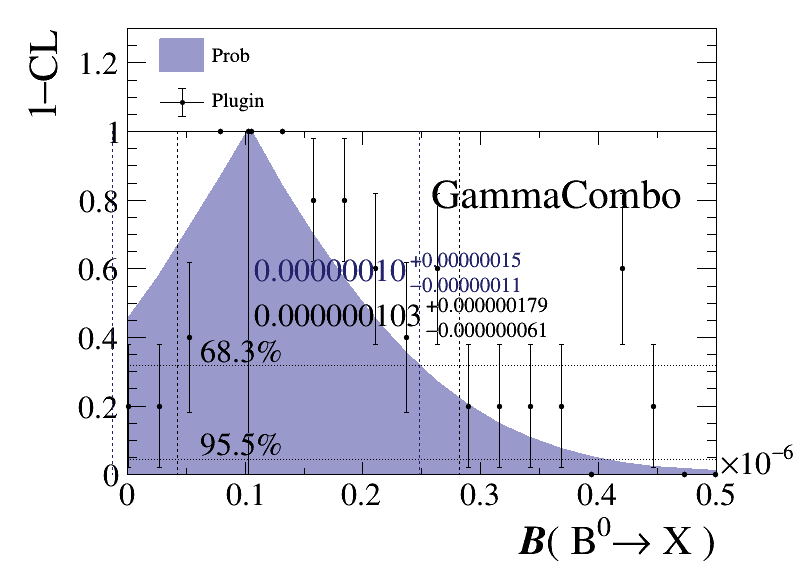 1–CL
Prob
Plugin
GammaCombo
0.00000010 +0.00000015 −0.00000011
0.000000103 +0.000000179 −0.000000061
68.3%
95.5%
1.2
1
0.8
0.6
0.4
0.2
0
0 0.1 0.2 0.3 0.4 0.5
×10⁻⁶
B( B⁰→ X )